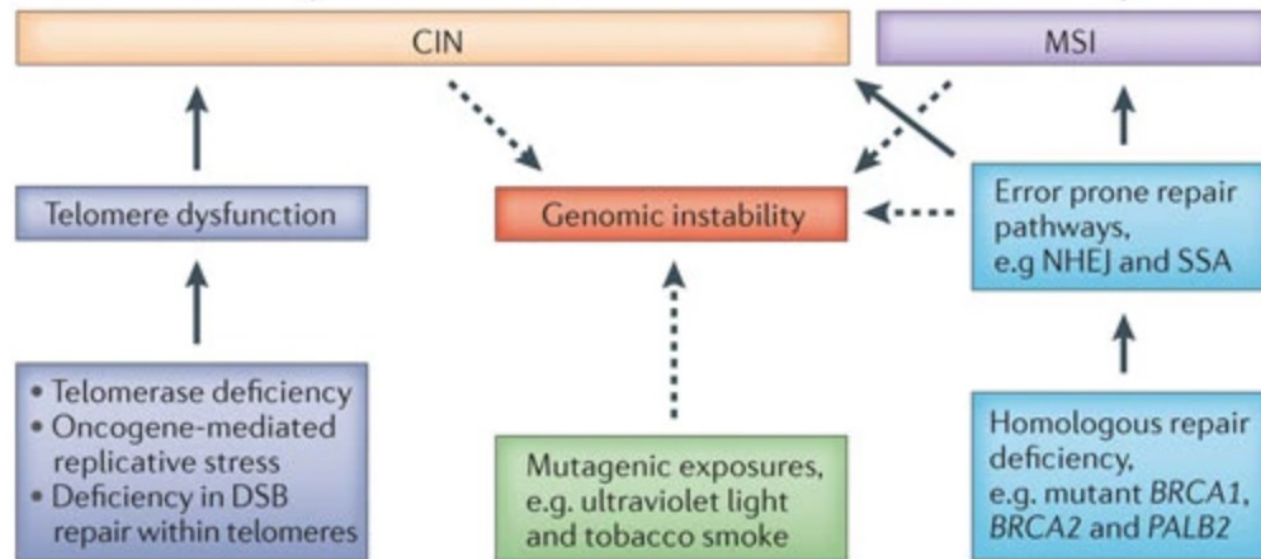 CIN
MSI
Telomere dysfunction
Genomic instability
Error prone repair
pathways,
e.g NHEJ and SSA
• Telomerase deficiency
• Oncogene-mediated
replicative stress
• Deficiency in DSB
repair within telomeres
Mutagenic exposures,
e.g. ultraviolet light
and tobacco smoke
Homologous repair
deficiency,
e.g. mutant BRCA1,
BRCA2 and PALB2